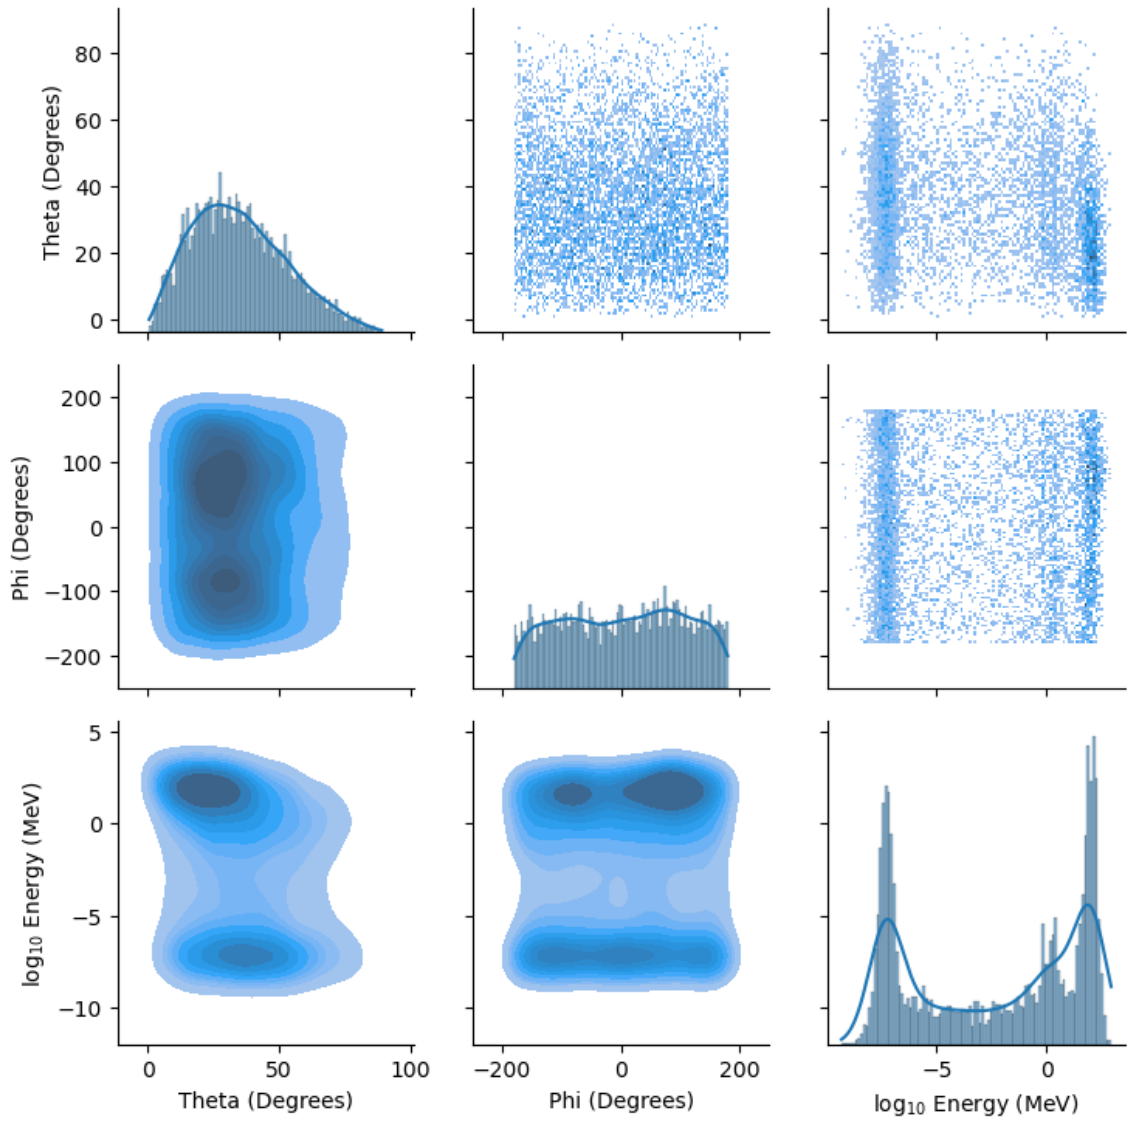 80
60
40
20
0
Theta (Degrees)
200
100
0
−100
−200
Phi (Degrees)
5
0
−5
−10
log₁₀ Energy (MeV)
0 50 100
−200 0 200
−5 0
Theta (Degrees)
Phi (Degrees)
log₁₀ Energy (MeV)